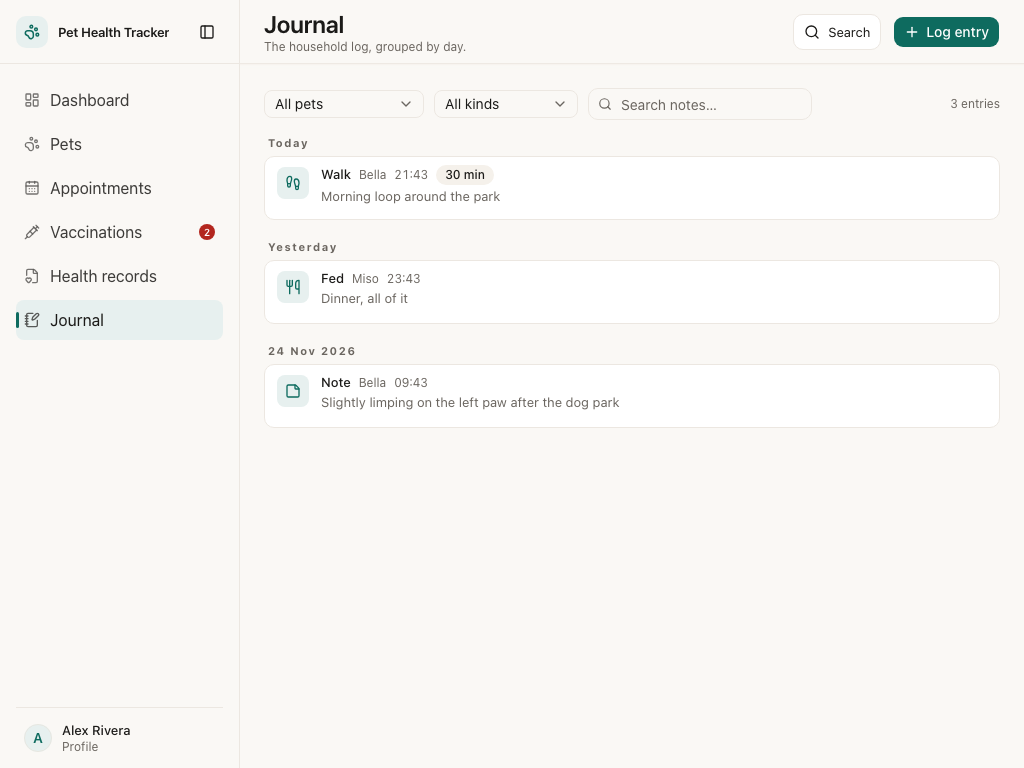 Pet Health Tracker
Dashboard
Pets
Appointments
Vaccinations 2
Health records
Journal
A
Alex Rivera
Profile
Journal
The household log, grouped by day.
Search
Log entry
All pets
All kinds
Search notes...
3 entries
Today
Walk Bella 21:43 30 min
Morning loop around the park
Yesterday
Fed Miso 23:43
Dinner, all of it
24 Nov 2026
Note Bella 09:43
Slightly limping on the left paw after the dog park